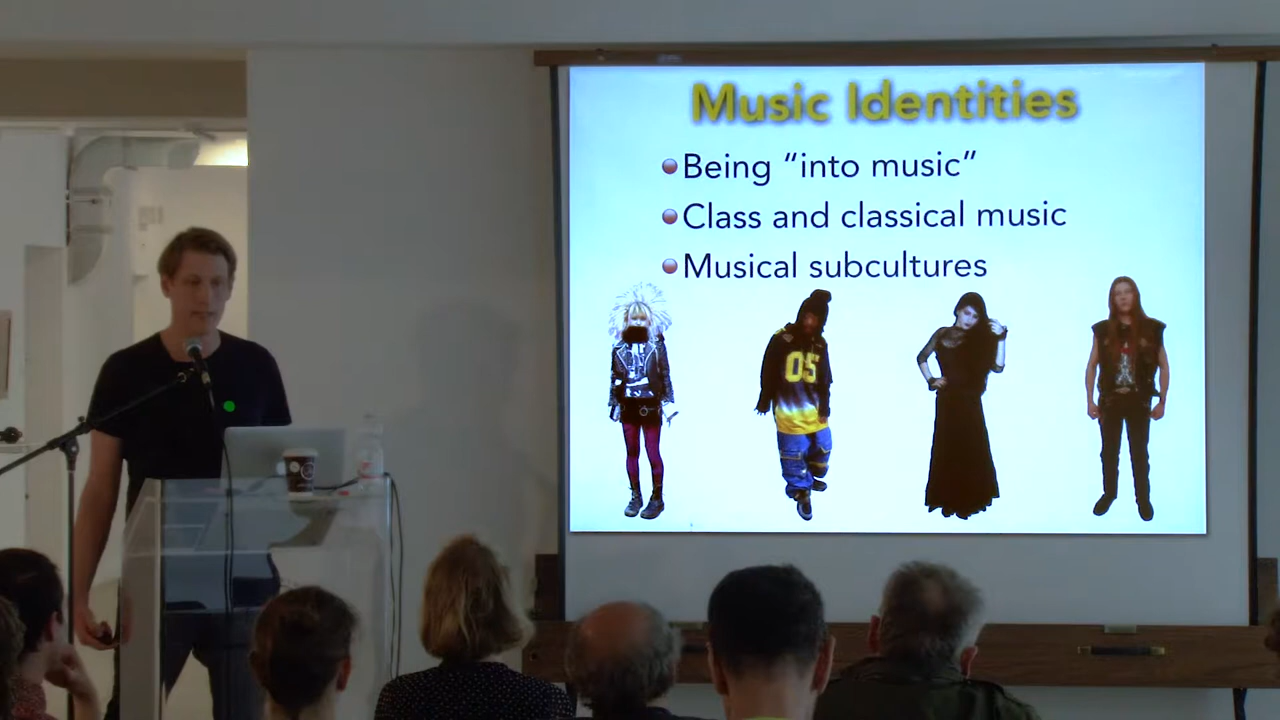 Music Identities
Being “into music”
Class and classical music
Musical subcultures
05